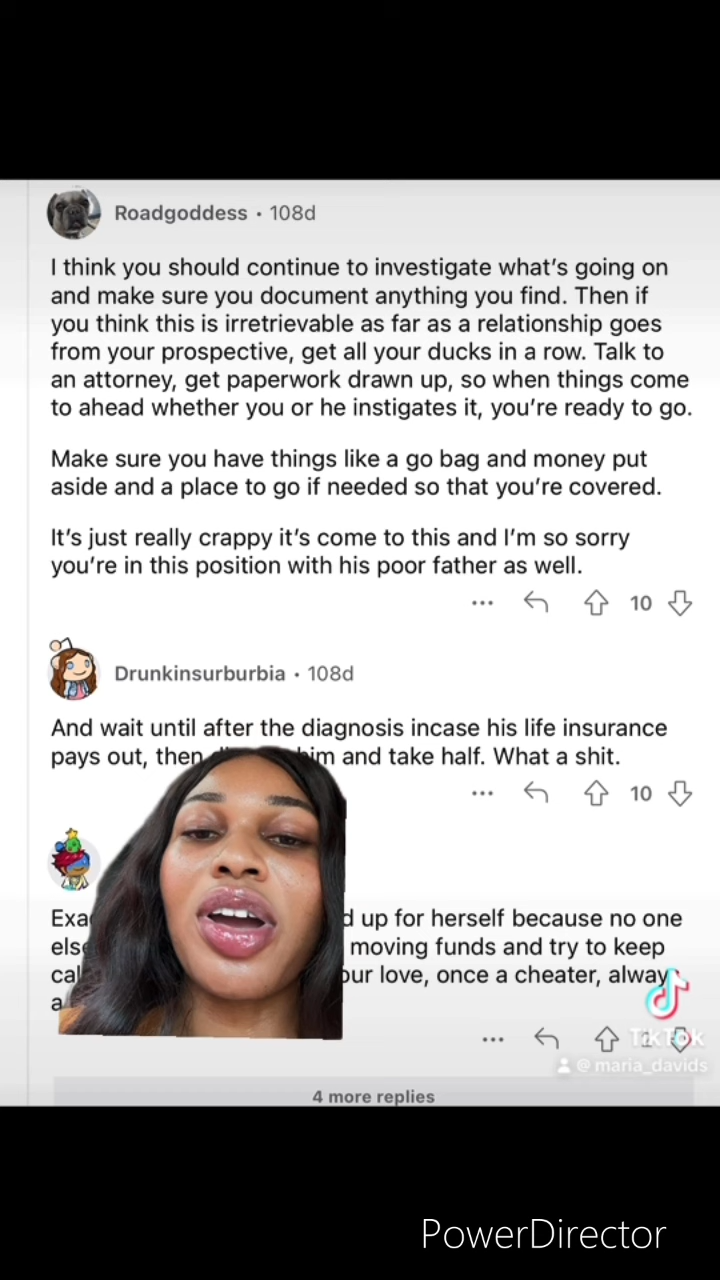 Roadgoddess • 108d
I think you should continue to investigate what's going on
and make sure you document anything you find. Then if
you think this is irretrievable as far as a relationship goes
from your prospective, get all your ducks in a row. Talk to
an attorney, get paperwork drawn up, so when things come
to ahead whether you or he instigates it, you're ready to go.
Make sure you have things like a go bag and money put
aside and a place to go if needed so that you're covered.
It's just really crappy it's come to this and I'm so sorry
you're in this position with his poor father as well.
10
Drunkinsurburbia • 108d
And wait until after the diagnosis incase his life insurance
pays out, then him and take half. What a shit.
10
up for herself because no one
moving funds and try to keep
love, once a cheater,
a
TikTok
@maria_davids
4 more replies
PowerDirector